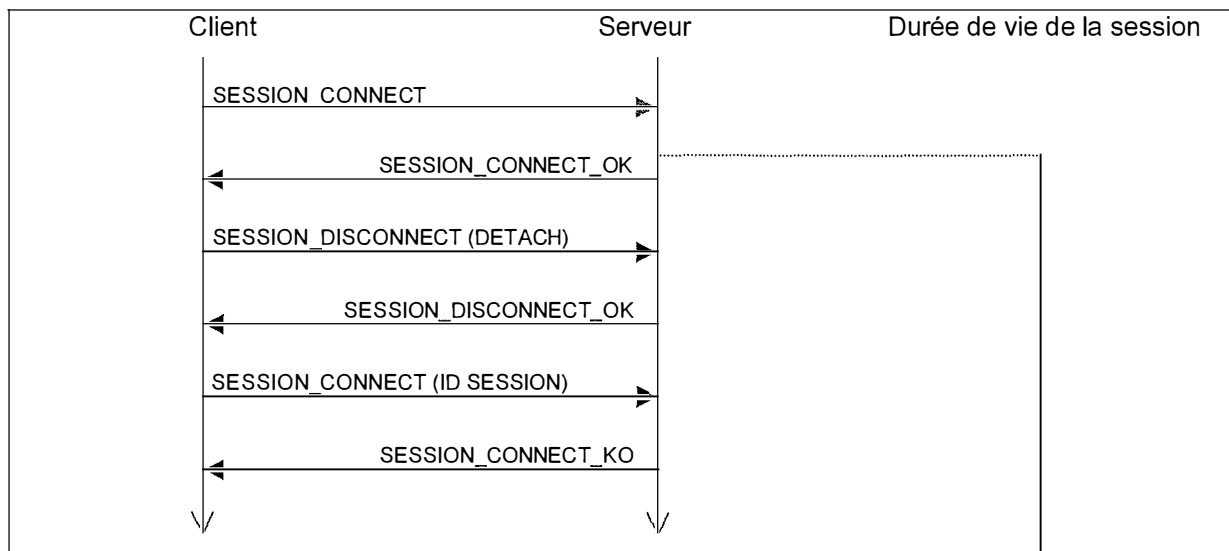 Client Serveur Durée de vie de la session
SESSION_CONNECT
SESSION_CONNECT_OK
SESSION_DISCONNECT (DETACH)
SESSION_DISCONNECT_OK
SESSION_CONNECT (ID SESSION)
SESSION_CONNECT_KO